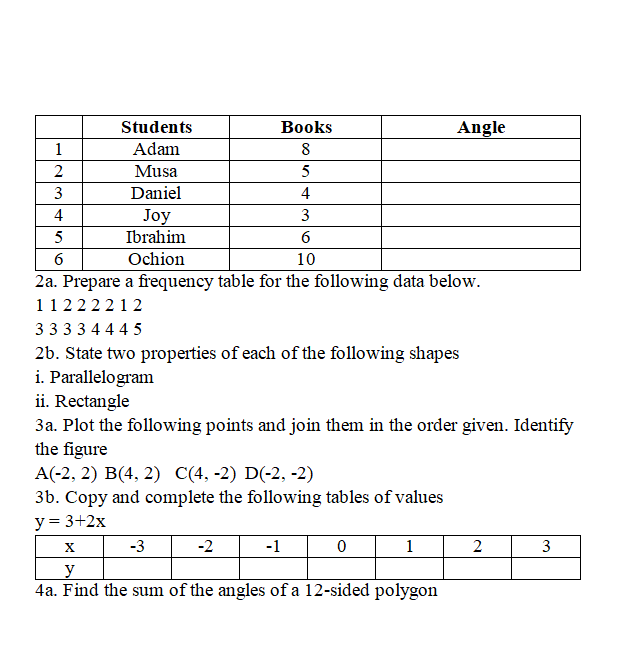 Students Books Angle
1 Adam 8
2 Musa 5
3 Daniel 4
4 Joy 3
5 Ibrahim 6
6 Ochion 10
2a. Prepare a frequency table for the following data below.
1 1 2 2 2 2 1 2
3 3 3 3 4 4 4 5
2b. State two properties of each of the following shapes
i. Parallelogram
ii. Rectangle
3a. Plot the following points and join them in the order given. Identify
the figure
A(-2, 2) B(4, 2) C(4, -2) D(-2, -2)
3b. Copy and complete the following tables of values
y = 3+2x
x -3 -2 -1 0 1 2 3
y
4a. Find the sum of the angles of a 12-sided polygon